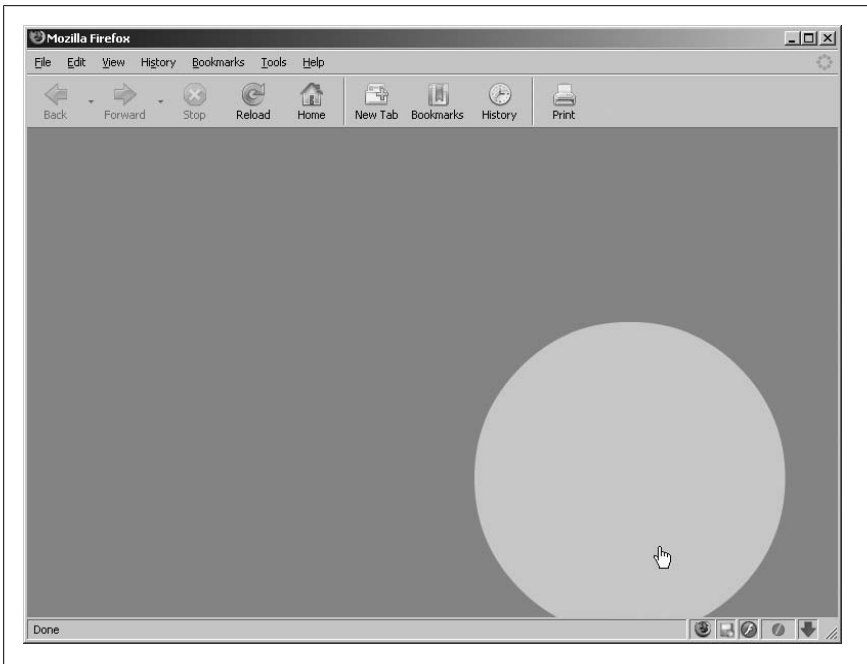 Mozilla Firefox
File Edit View History Bookmarks Tools Help
Back Forward Stop Reload Home New Tab Bookmarks History Print
Done